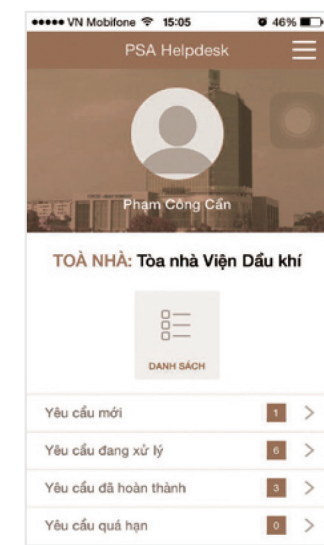 VN Mobifone 15:05 46%
PSA Helpdesk
Phạm Công Cẩn
TOÀ NHÀ: Tòa nhà Viện Dầu khí
DANH SÁCH
Yêu cầu mới 1
Yêu cầu đang xử lý 6
Yêu cầu đã hoàn thành 3
Yêu cầu quá hạn 0